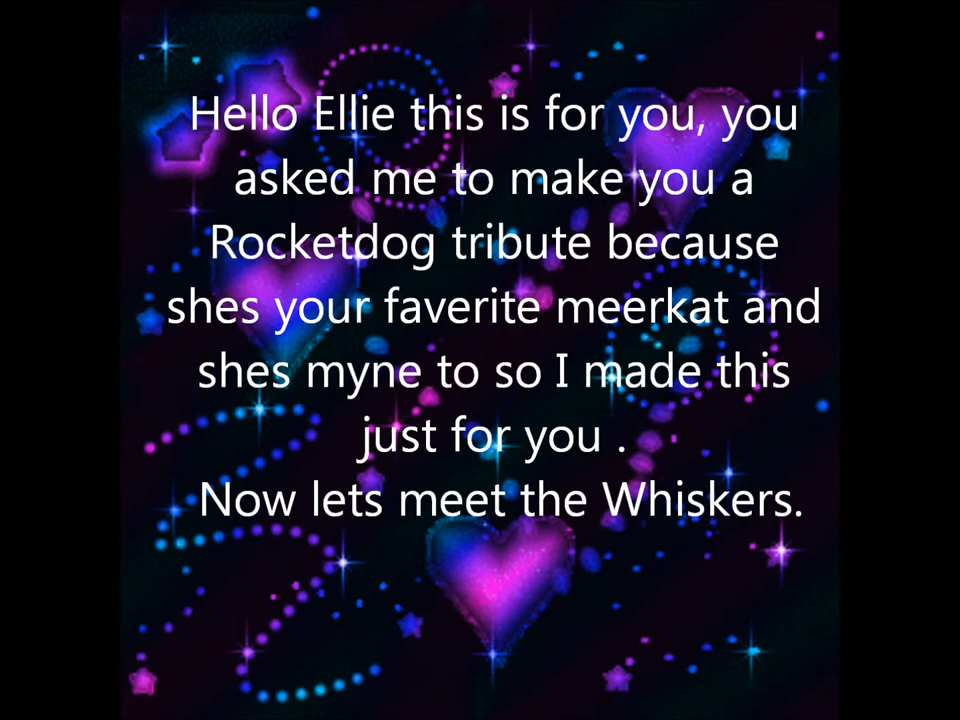 Hello Ellie this is for you, you
asked me to make you a
Rocketdog tribute because
shes your faverite meerkat and
shes myne to so I made this
just for you .
Now lets meet the Whiskers.